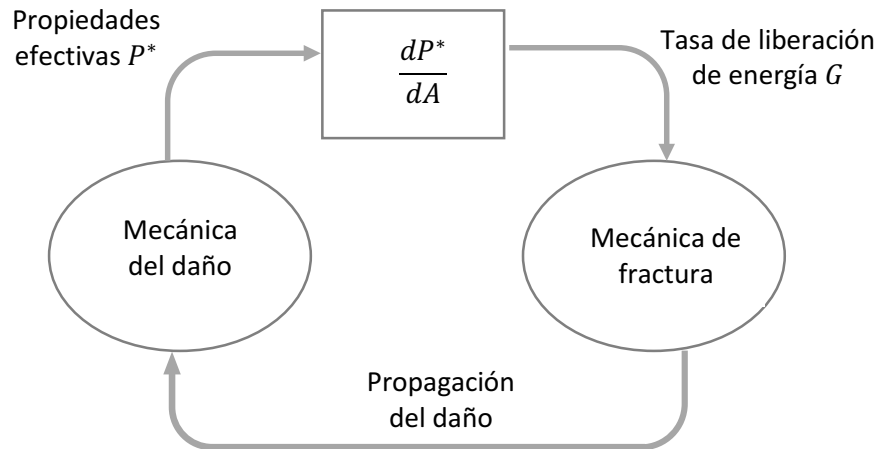 Propiedades
efectivas P*
dP*
dA
Tasa de liberación
de energía G
Mecánica
del daño
Mecánica de
fractura
Propagación
del daño